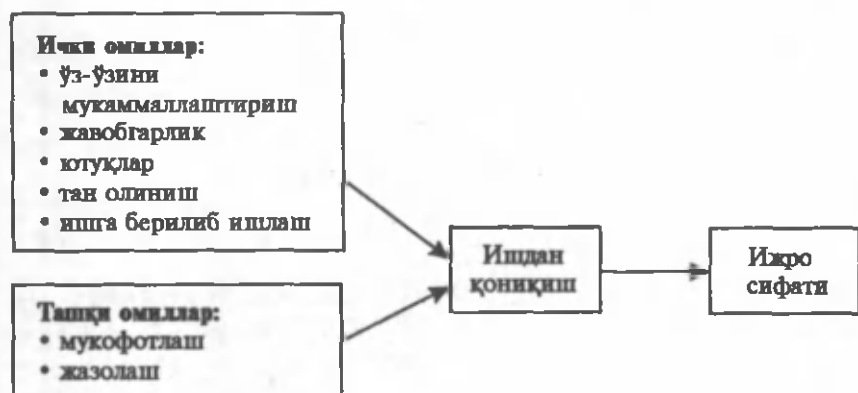 Ички омиллар:
• ўз-ўзини
мукаммаллаштириш
• жавобгарлик
• ютуқлар
• тан олиниш
• ишга берилиб ишлаш
Ишдан
қониқиш
Ижро
сифати
Ташқи омиллар:
• мукофотлаш
• жазолаш